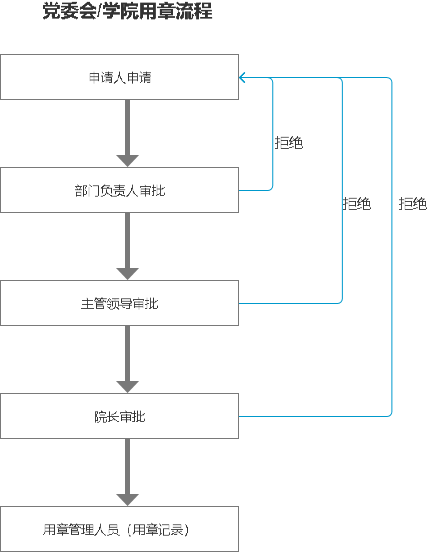 党委会/学院用章流程
申请人申请
拒绝
部门负责人审批
拒绝
拒绝
主管领导审批
院长审批
用章管理人员（用章记录）